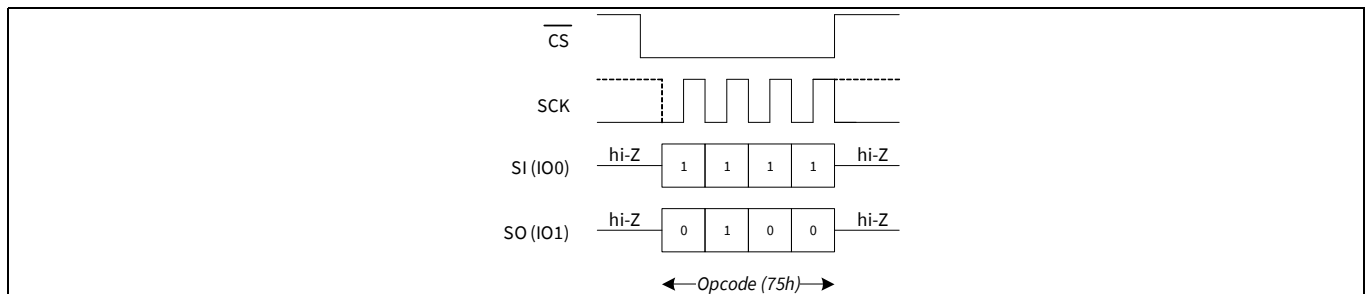 CS
SCK
hi-Z 1 1 1 1 hi-Z
SI (IO0)
hi-Z 0 1 0 0 hi-Z
SO (IO1)
Opcode (75h)